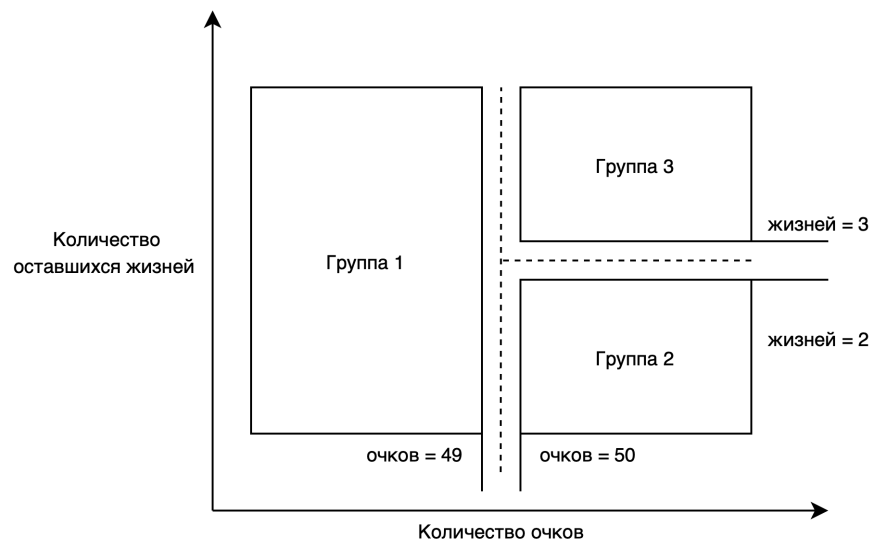 Группа 3
жизней = 3
Количество
оставшихся жизней
Группа 1
жизней = 2
Группа 2
очков = 49
очков = 50
Количество очков